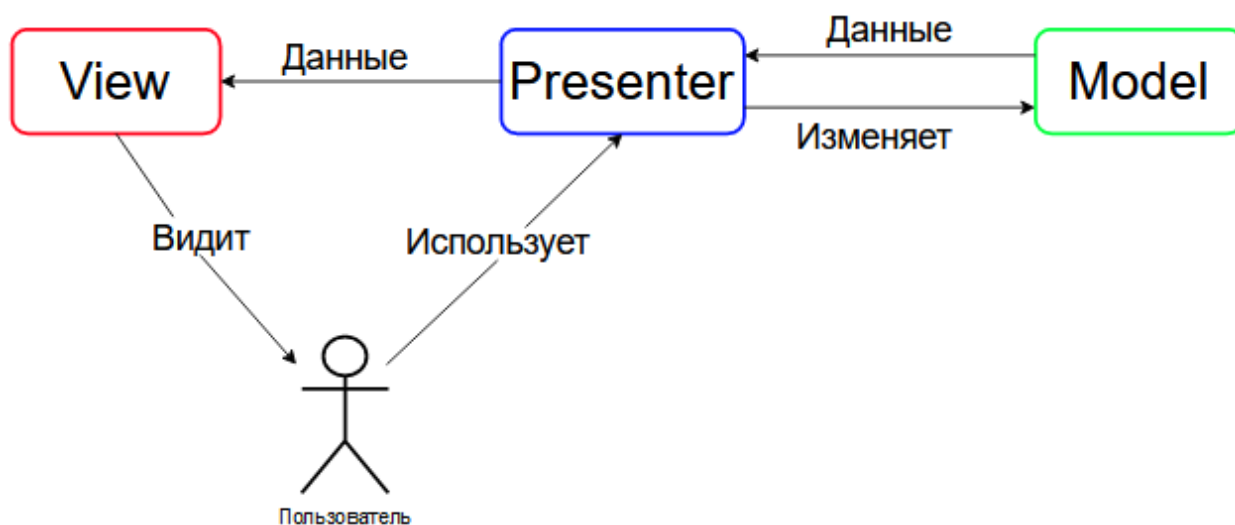 View
Данные
Presenter
Данные
Изменяет
Model
Видит
Использует
Пользователь